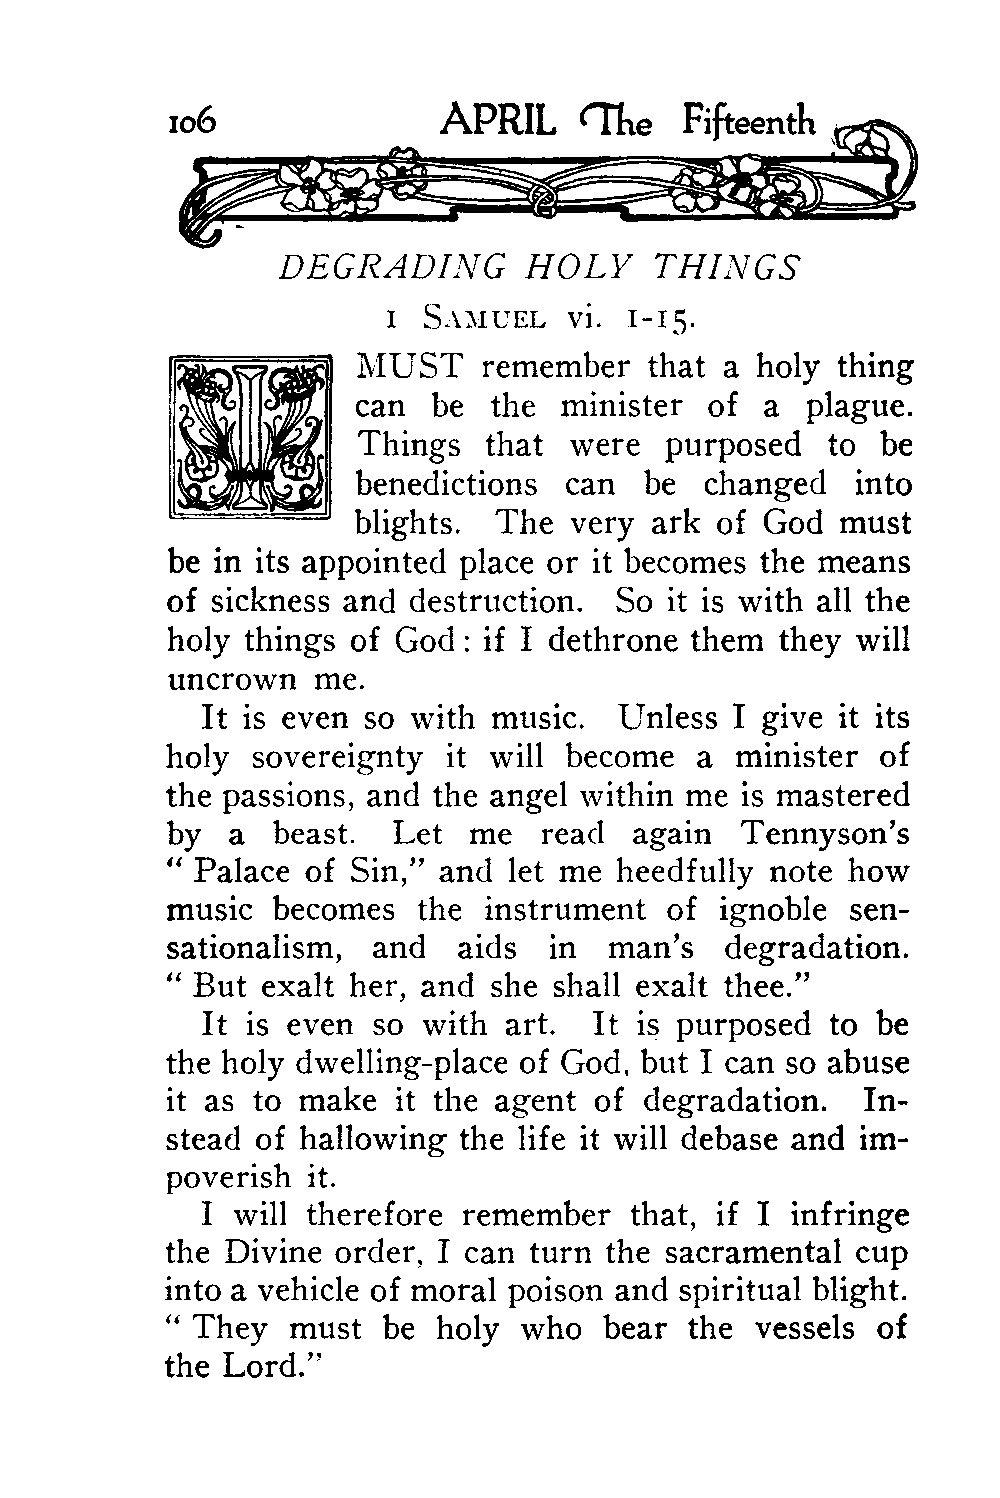 106 APRIL The Fifteenth
DEGRADING HOLY THINGS
1 SAMUEL vi. 1-15.
I MUST remember that a holy thing
can be the minister of a plague.
Things that were purposed to be
benedictions can be changed into
blights. The very ark of God must
be in its appointed place or it becomes the means
of sickness and destruction. So it is with all the
holy things of God: if I dethrone them they will
uncrown me.
It is even so with music. Unless I give it its
holy sovereignty it will become a minister of
the passions, and the angel within me is mastered
by a beast. Let me read again Tennyson's
" Palace of Sin," and let me heedfully note how
music becomes the instrument of ignoble sen-
sationalism, and aids in man's degradation.
" But exalt her, and she shall exalt thee."
It is even so with art. It is purposed to be
the holy dwelling-place of God, but I can so abuse
it as to make it the agent of degradation. In-
stead of hallowing the life it will debase and im-
poverish it.
I will therefore remember that, if I infringe
the Divine order, I can turn the sacramental cup
into a vehicle of moral poison and spiritual blight.
" They must be holy who bear the vessels of
the Lord."